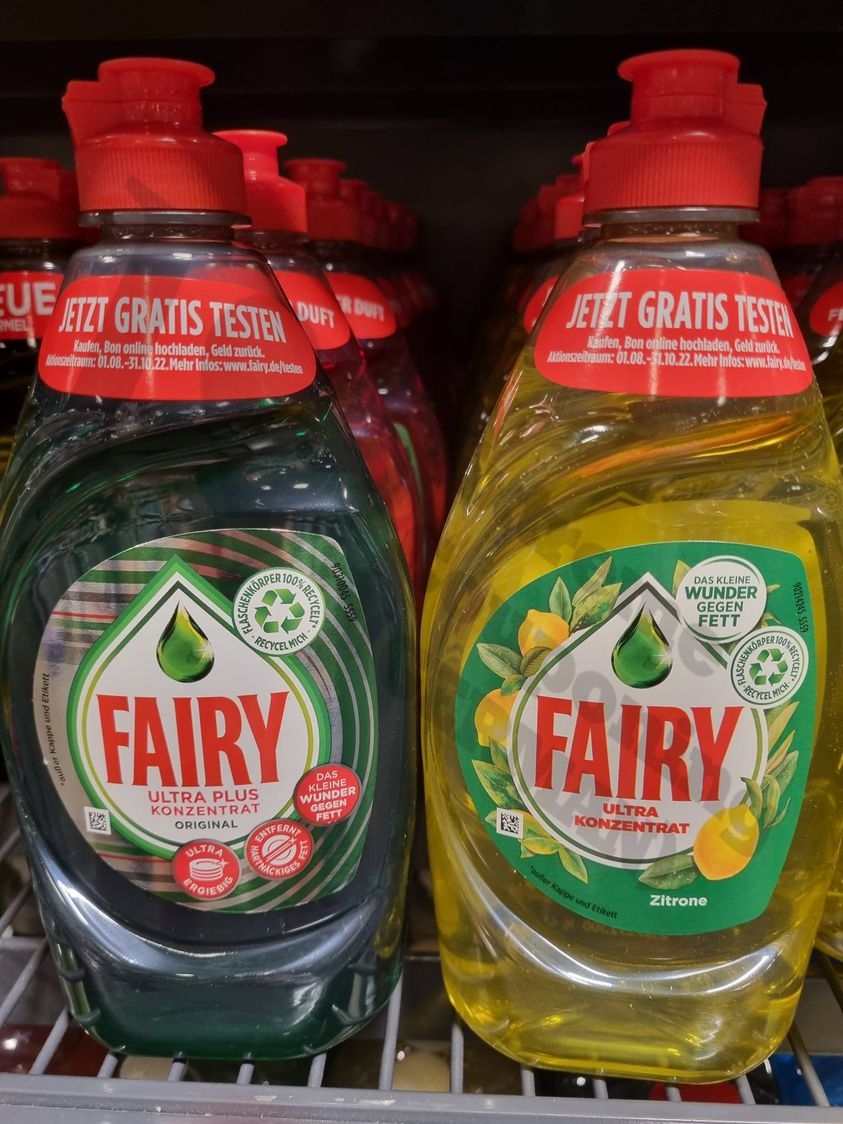 JETZT GRATIS TESTEN
Kaufen, Bon online hochladen, Geld zurück.
Aktionszeitraum: 01.08.-31.10.22. Mehr Infos: www.fairy.de/testen
FLASCHENKÖRPER 100% RECYCELT*
- RECYCEL MICH -
FAIRY
ULTRA PLUS
KONZENTRAT
ORIGINAL
DAS
KLEINE
WUNDER
GEGEN
FETT
ULTRA
ERGIEBIG
ENTFERNT
HARTNÄCKIGES FETT
*außer Kappe und Etikett
DUFT
DUFT
JETZT GRATIS TESTEN
Kaufen, Bon online hochladen, Geld zurück.
Aktionszeitraum: 01.08.-31.10.22. Mehr Infos: www.fairy.de/testen
DAS KLEINE
WUNDER
GEGEN
FETT
FLASCHENKÖRPER 100% RECYCELT*
- RECYCEL MICH -
FAIRY
ULTRA
KONZENTRAT
*außer Kappe und Etikett
Zitrone